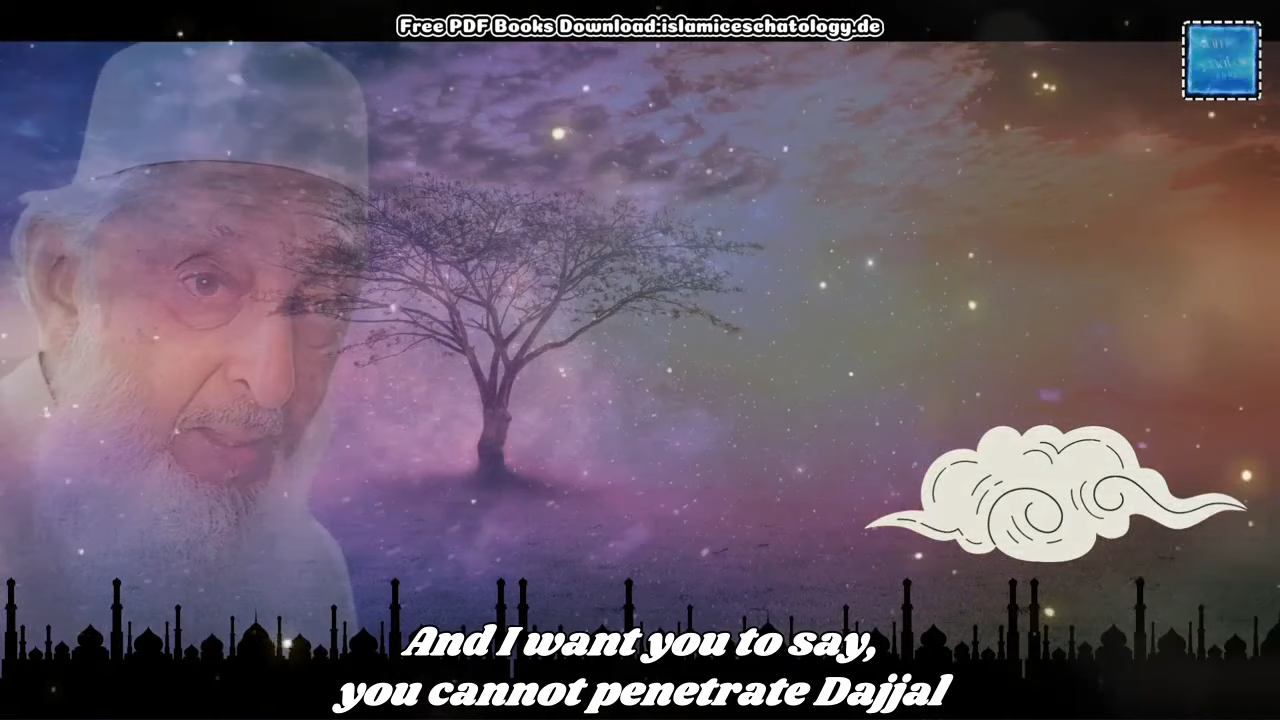 Free PDF Books Download:islamiceschatology.de
And I want you to say,
you cannot penetrate Dajjal